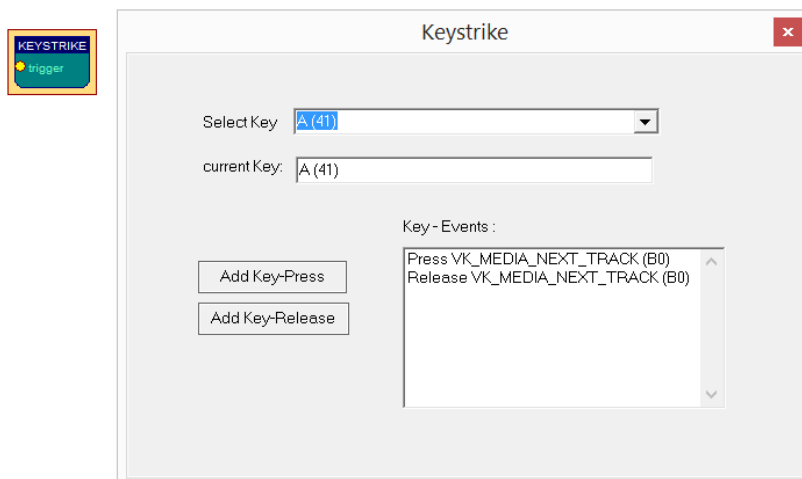 KEYSTRIKE
trigger
Keystrike
x
Select Key A (41)
current Key: A (41)
Key - Events :
Press VK_MEDIA_NEXT_TRACK (B0)
Release VK_MEDIA_NEXT_TRACK (B0)
Add Key-Press
Add Key-Release